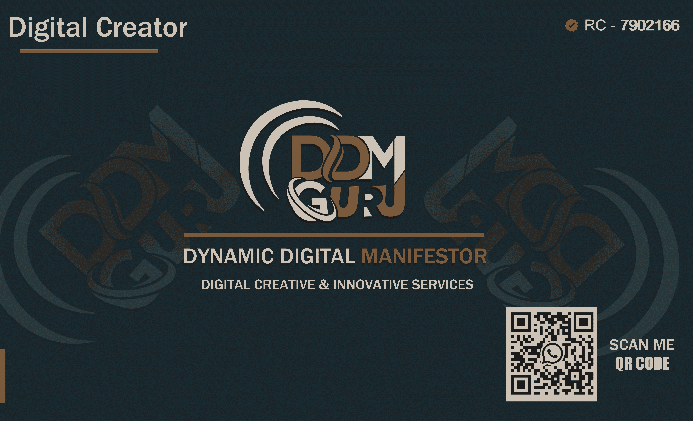 Digital Creator
RC - 7902166
DDM
GURU
DYNAMIC DIGITAL MANIFESTOR
DIGITAL CREATIVE & INNOVATIVE SERVICES
SCAN ME
QR CODE